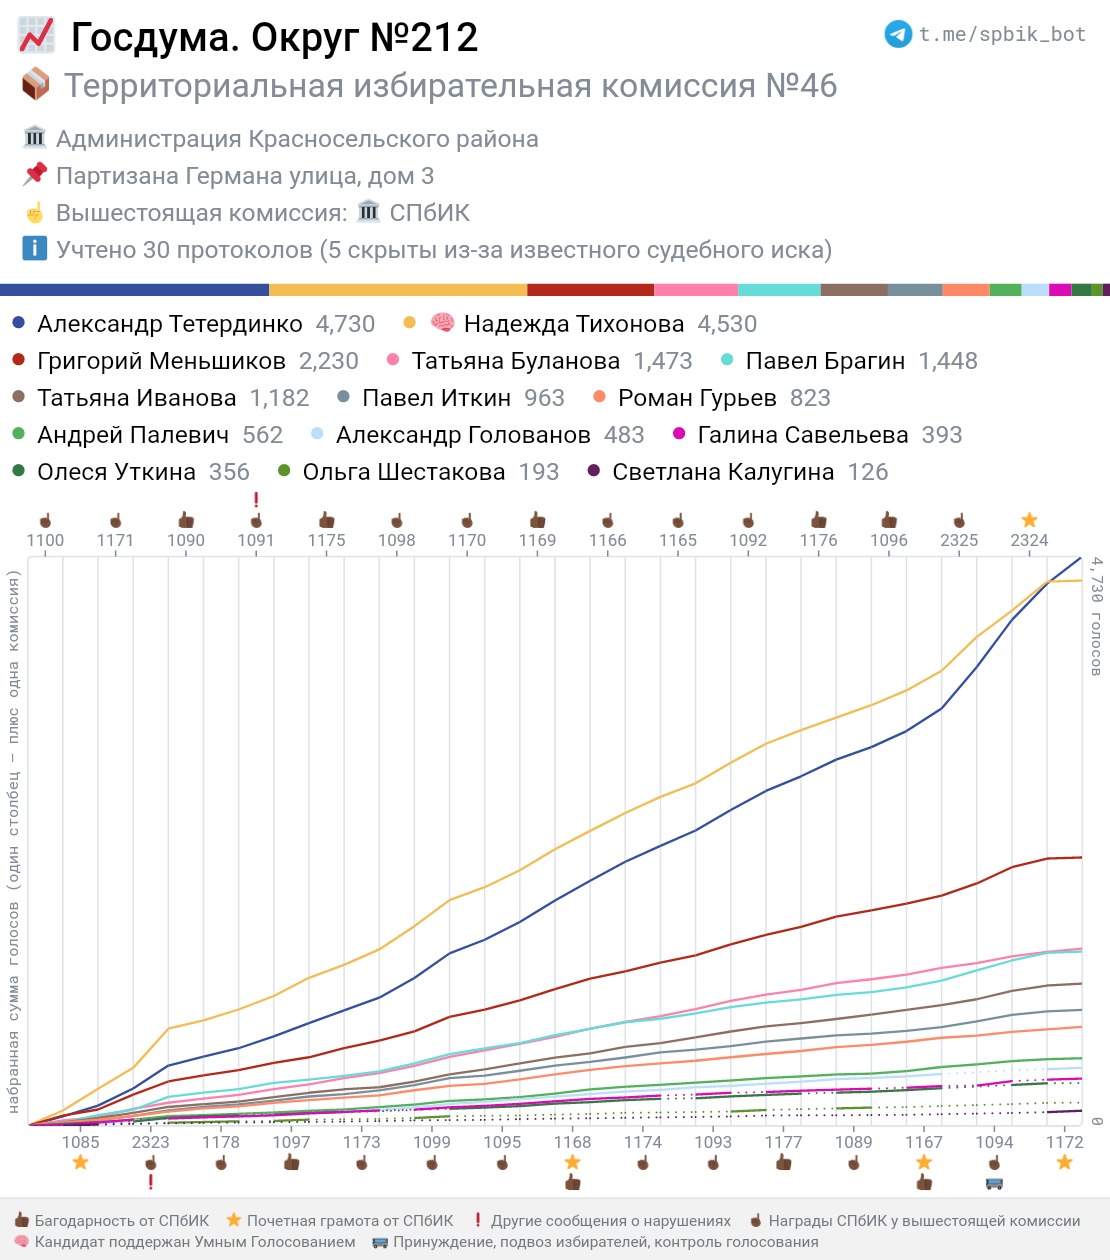 Госдума. Округ №212
t.me/spbik_bot
Территориальная избирательная комиссия №46
Администрация Красносельского района
Партизана Германа улица, дом 3
Вышестоящая комиссия: СПбИК
Учтено 30 протоколов (5 скрыты из-за известного судебного иска)
Александр Тетердинко 4,730 Надежда Тихонова 4,530
Григорий Меньшиков 2,230 Татьяна Буланова 1,473 Павел Брагин 1,448
Татьяна Иванова 1,182 Павел Иткин 963 Роман Гурьев 823
Андрей Палевич 562 Александр Голованов 483 Галина Савельева 393
Олеся Уткина 356 Ольга Шестакова 193 Светлана Калугина 126
1100 1171 1090 1091 1175 1098 1170 1169 1166 1165 1092 1176 1096 2325 2324
набранная сумма голосов (один столбец — плюс одна комиссия)
4,730 голосов
0
1085 2323 1178 1097 1173 1099 1095 1168 1174 1093 1177 1089 1167 1094 1172
Багодарность от СПбИК Почетная грамота от СПбИК Другие сообщения о нарушениях Награды СПбИК у вышестоящей комиссии
Кандидат поддержан Умным Голосованием Принуждение, подвоз избирателей, контроль голосования